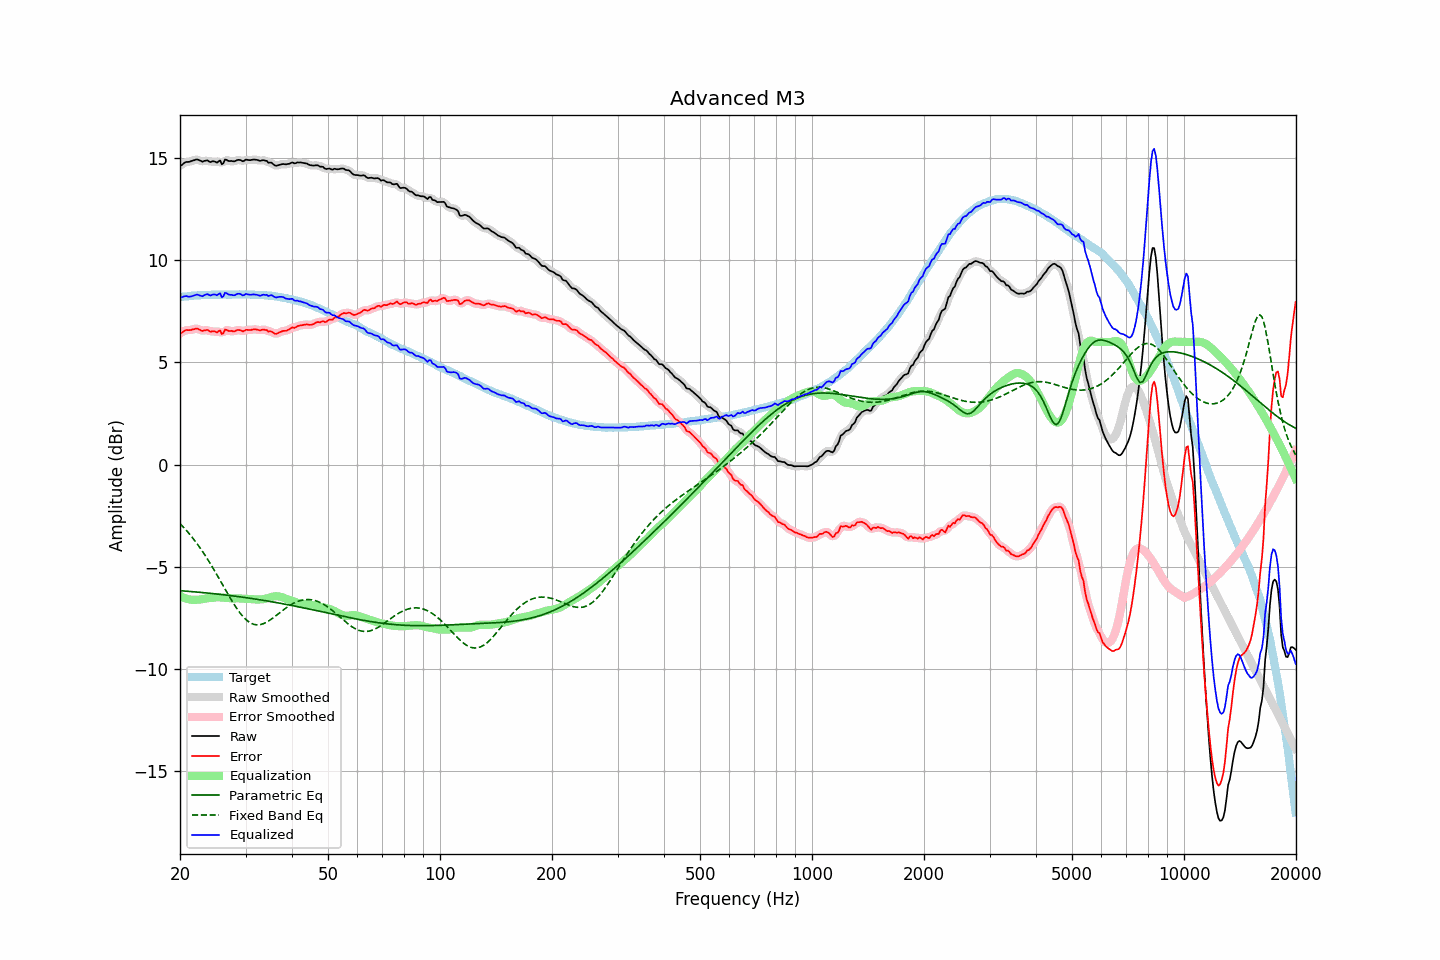 Advanced M3
Amplitude (dBr)
15
10
5
0
−5
−10
−15
Target
Raw Smoothed
Error Smoothed
Raw
Error
Equalization
Parametric Eq
Fixed Band Eq
Equalized
20 50 100 200 500 1000 2000 5000 10000 20000
Frequency (Hz)